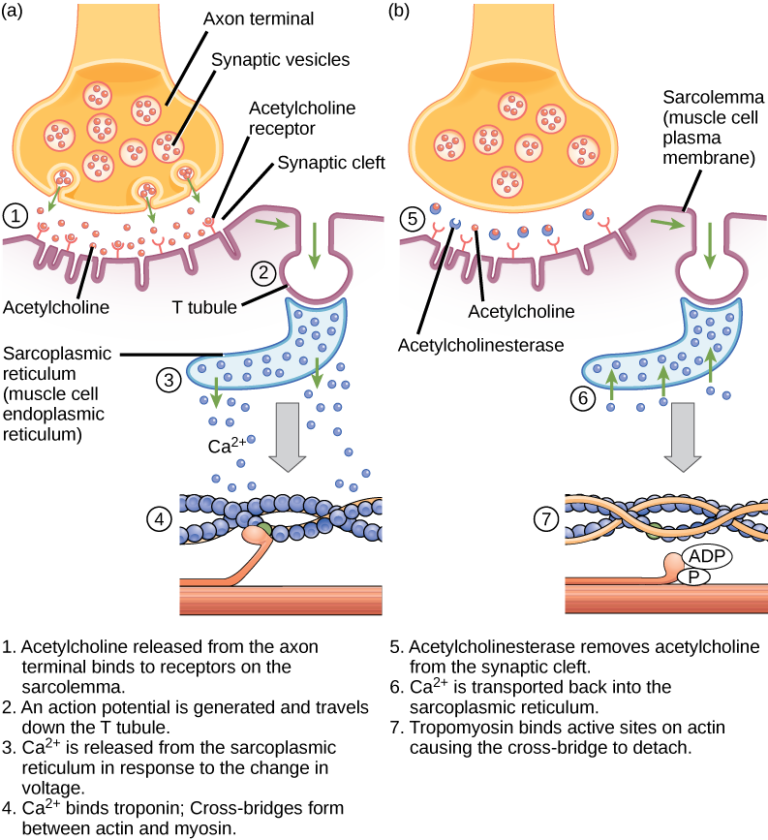 (a)
Axon terminal
Synaptic vesicles
Acetylcholine
receptor
Synaptic cleft
1
2
Acetylcholine
T tubule
Sarcoplasmic
reticulum
(muscle cell
endoplasmic
reticulum)
3
Ca2+
4
1. Acetylcholine released from the axon
terminal binds to receptors on the
sarcolemma.
2. An action potential is generated and travels
down the T tubule.
3. Ca2+ is released from the sarcoplasmic
reticulum in response to the change in
voltage.
4. Ca2+ binds troponin; Cross-bridges form
between actin and myosin.
(b)
Sarcolemma
(muscle cell
plasma
membrane)
5
Acetylcholine
Acetylcholinesterase
6
7
ADP
P
5. Acetylcholinesterase removes acetylcholine
from the synaptic cleft.
6. Ca2+ is transported back into the
sarcoplasmic reticulum.
7. Tropomyosin binds active sites on actin
causing the cross-bridge to detach.